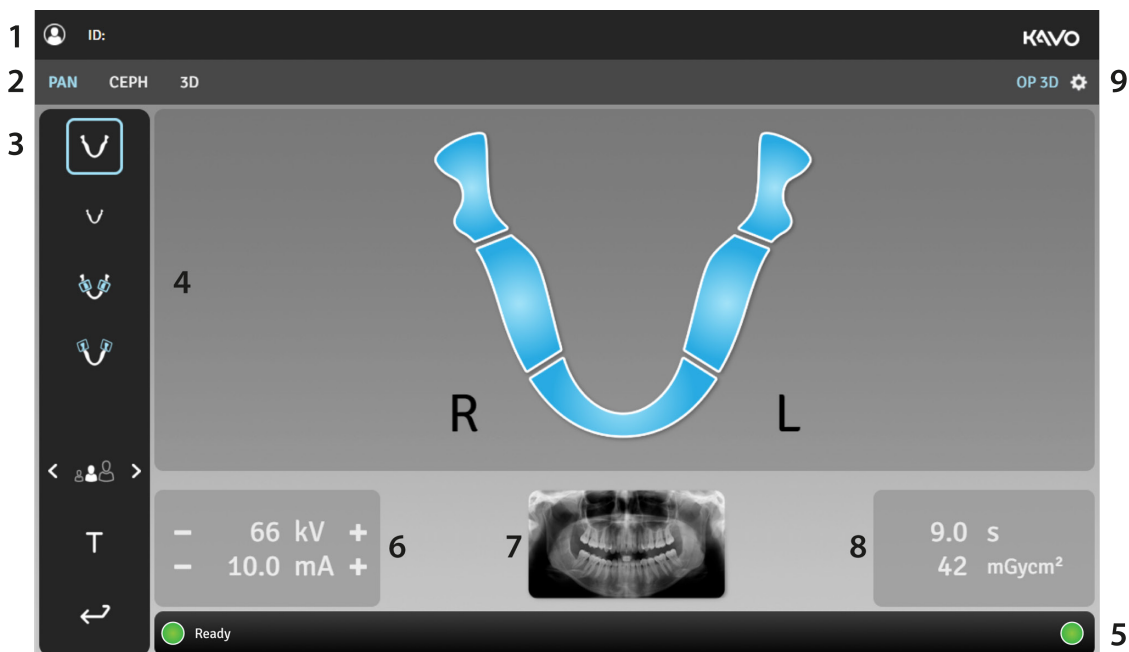 1 ID: KAVO
2 PAN CEPH 3D OP 3D 9
3
4
R L
T
− 66 kV + 6
− 10.0 mA +
7
8 9.0 s
42 mGycm²
Ready
5